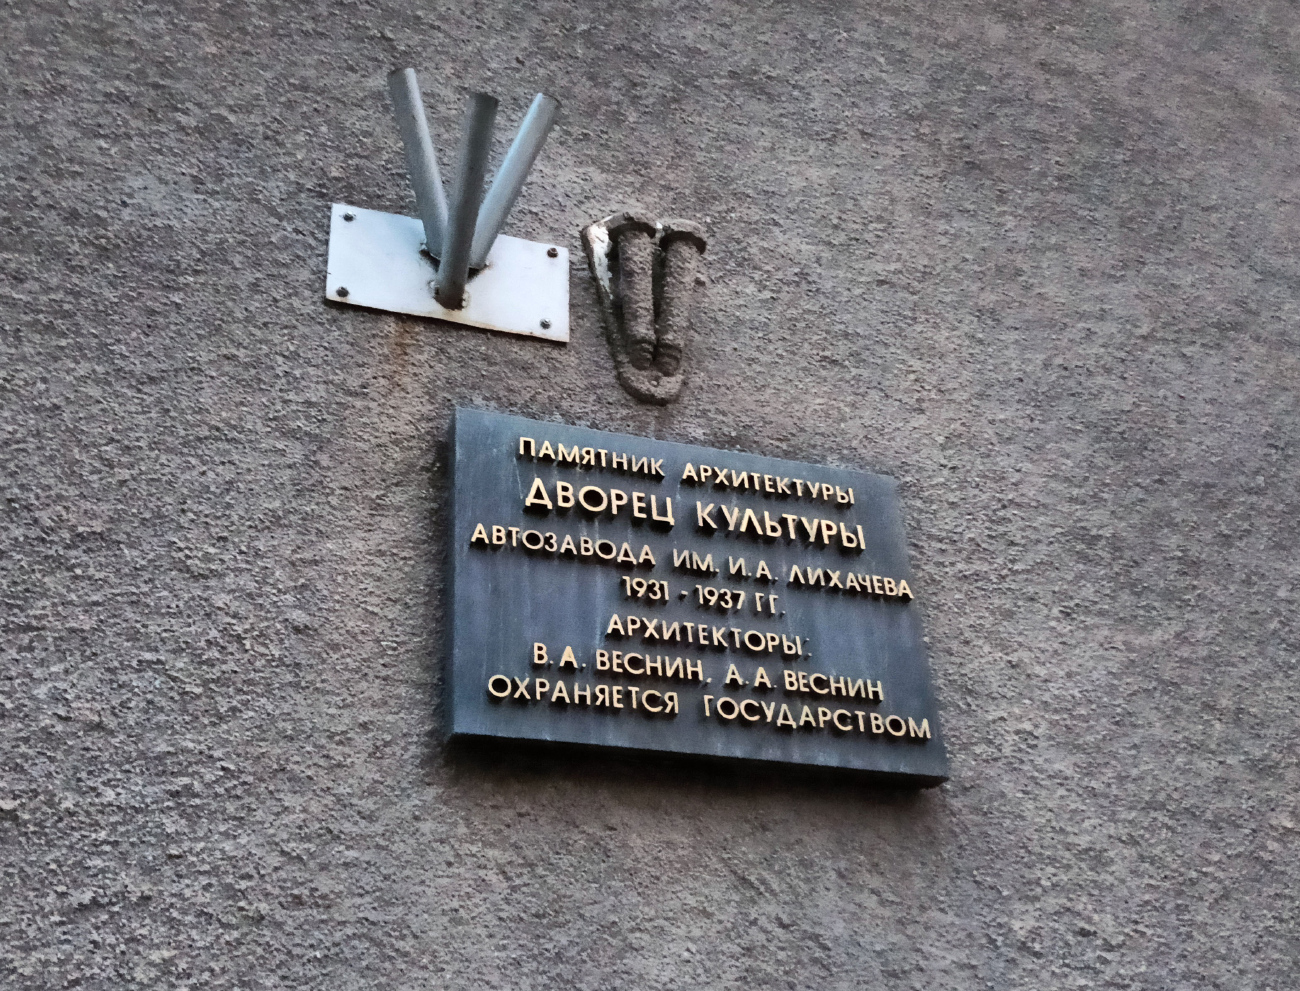 ПАМЯТНИК АРХИТЕКТУРЫ
ДВОРЕЦ КУЛЬТУРЫ
АВТОЗАВОДА ИМ. И.А. ЛИХАЧЕВА
1931 - 1937 ГГ.
АРХИТЕКТОРЫ:
В.А. ВЕСНИН, А.А. ВЕСНИН
ОХРАНЯЕТСЯ ГОСУДАРСТВОМ